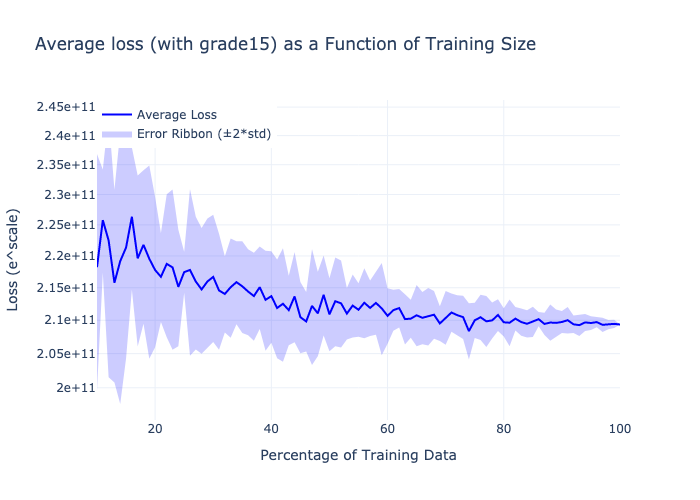 Average loss (with grade15) as a Function of Training Size
2.45e+11
2.4e+11
2.35e+11
2.3e+11
2.25e+11
2.2e+11
2.15e+11
2.1e+11
2.05e+11
2e+11
Average Loss
Error Ribbon (±2*std)
Loss (e^scale)
20 40 60 80 100
Percentage of Training Data